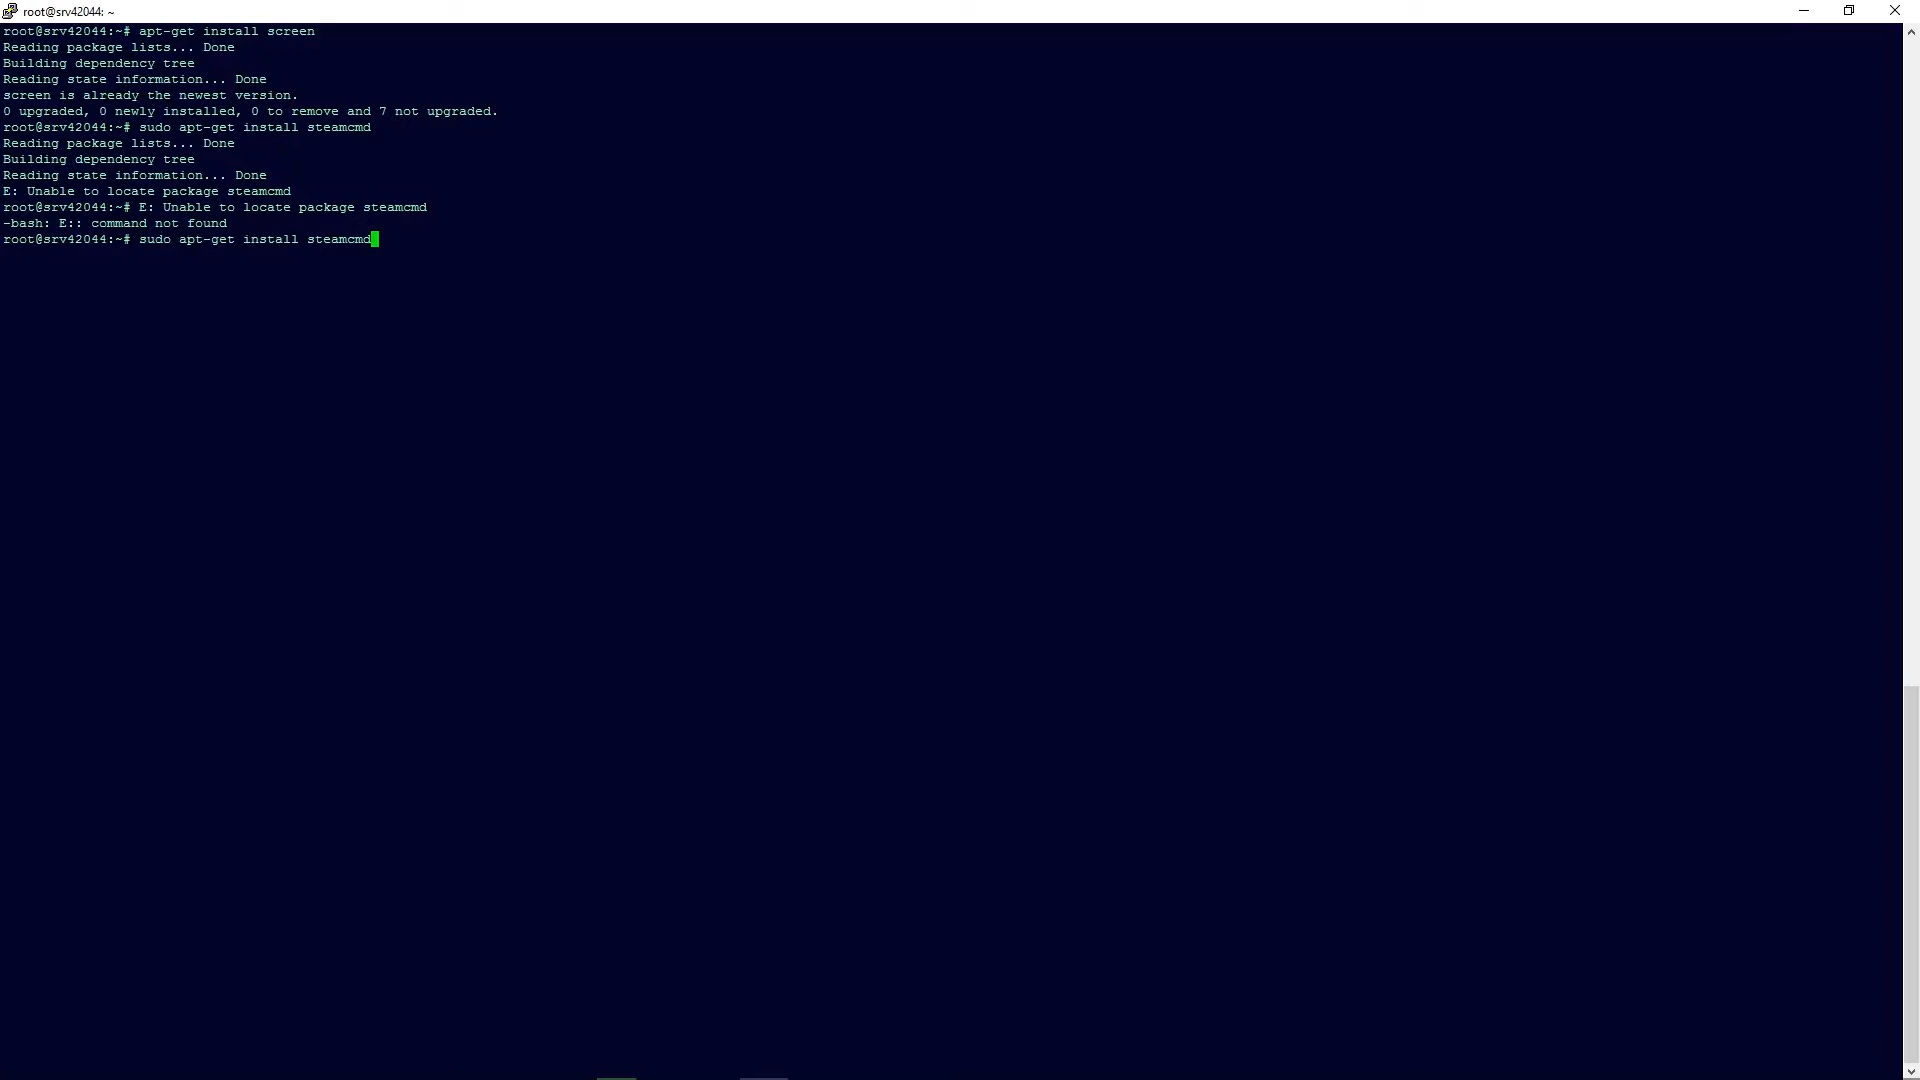 root@srv42044: ~
root@srv42044:~# apt-get install screen
Reading package lists... Done
Building dependency tree
Reading state information... Done
screen is already the newest version.
0 upgraded, 0 newly installed, 0 to remove and 7 not upgraded.
root@srv42044:~# sudo apt-get install steamcmd
Reading package lists... Done
Building dependency tree
Reading state information... Done
E: Unable to locate package steamcmd
root@srv42044:~# E: Unable to locate package steamcmd
-bash: E:: command not found
root@srv42044:~# sudo apt-get install steamcmd